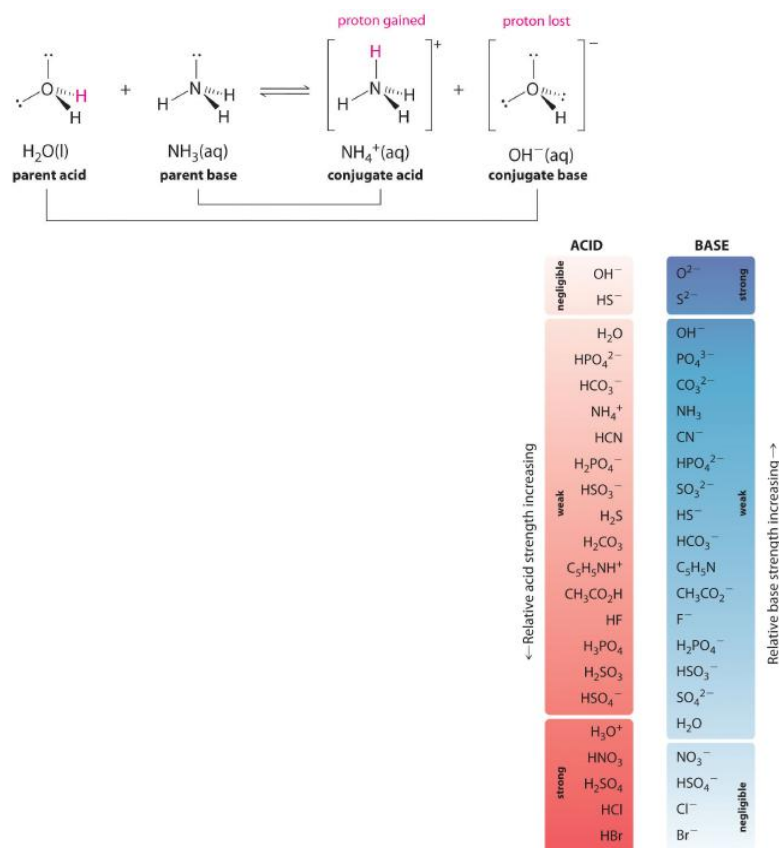 proton gained
proton lost
H₂O(l) + NH₃(aq) ⇌ NH₄⁺(aq) + OH⁻(aq)
parent acid parent base conjugate acid conjugate base
ACID BASE
negligible
OH⁻ O²⁻
HS⁻ S²⁻
strong
H₂O OH⁻
HPO₄²⁻ PO₄³⁻
HCO₃⁻ CO₃²⁻
NH₄⁺ NH₃
HCN CN⁻
H₂PO₄⁻ HPO₄²⁻
HSO₃⁻ SO₃²⁻
weak
weak
H₂S HS⁻
H₂CO₃ HCO₃⁻
C₅H₅NH⁺ C₅H₅N
CH₃CO₂H CH₃CO₂⁻
HF F⁻
H₃PO₄ H₂PO₄⁻
H₂SO₃ HSO₃⁻
HSO₄⁻ SO₄²⁻
H₃O⁺ H₂O
HNO₃ NO₃⁻
H₂SO₄ HSO₄⁻
HCl Cl⁻
HBr Br⁻
strong
negligible
←Relative acid strength increasing
Relative base strength increasing→